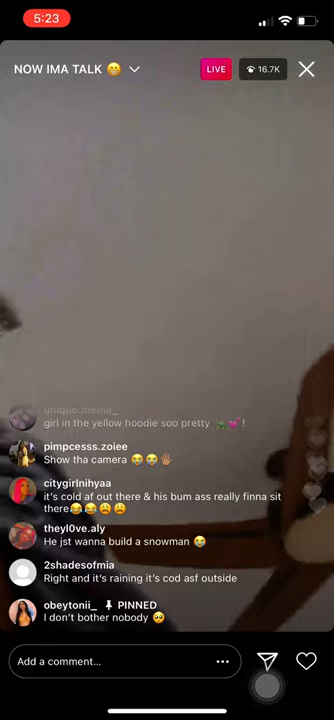 5:23
NOW IMA TALK 😁
LIVE
16.7K
unique.meme_
girl in the yellow hoodie soo pretty 💕!
pimpcesss.zoiee
Show tha camera 😭😭🖐🏽
citygirlnihyaa
it's cold af out there & his bum ass really finna sit
there😂😂😩😩
theyl0ve.aly
He jst wanna build a snowman 😭
2shadesofmia
Right and it's raining it's cod asf outside
obeytonii_ PINNED
I don't bother nobody 🥺
Add a comment...